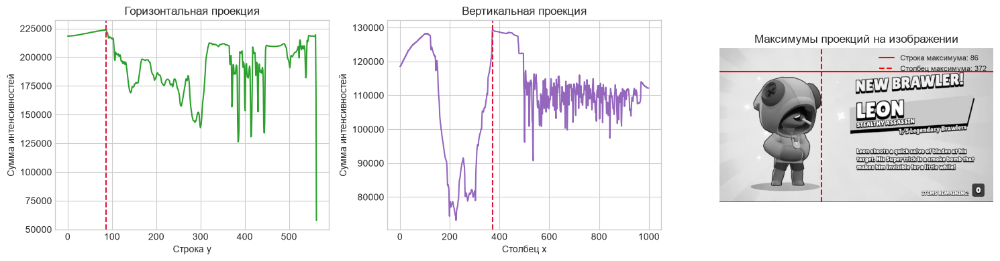 Горизонтальная проекция
225000
200000
175000
150000
125000
100000
75000
50000
Сумма интенсивностей
0 100 200 300 400 500
Строка y
Вертикальная проекция
130000
120000
110000
100000
90000
80000
Сумма интенсивностей
0 200 400 600 800 1000
Столбец x
Максимумы проекций на изображении
Строка максимума: 86
Столбец максимума: 372
NEW BRAWLER!
LEON
STEALTHY ASSASSIN
1/5 Legendary Brawlers
Leon shoots a quick salvo of blades at his
target. His Super trick is a smoke bomb that
makes him invisible for a little while!
ITEMS REMAINING: 0